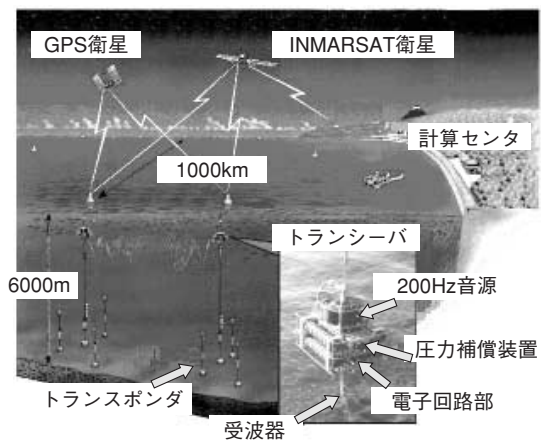 GPS衛星
INMARSAT衛星
計算センタ
1000km
トランシーバ
6000m
200Hz音源
圧力補償装置
トランスポンダ
電子回路部
受波器